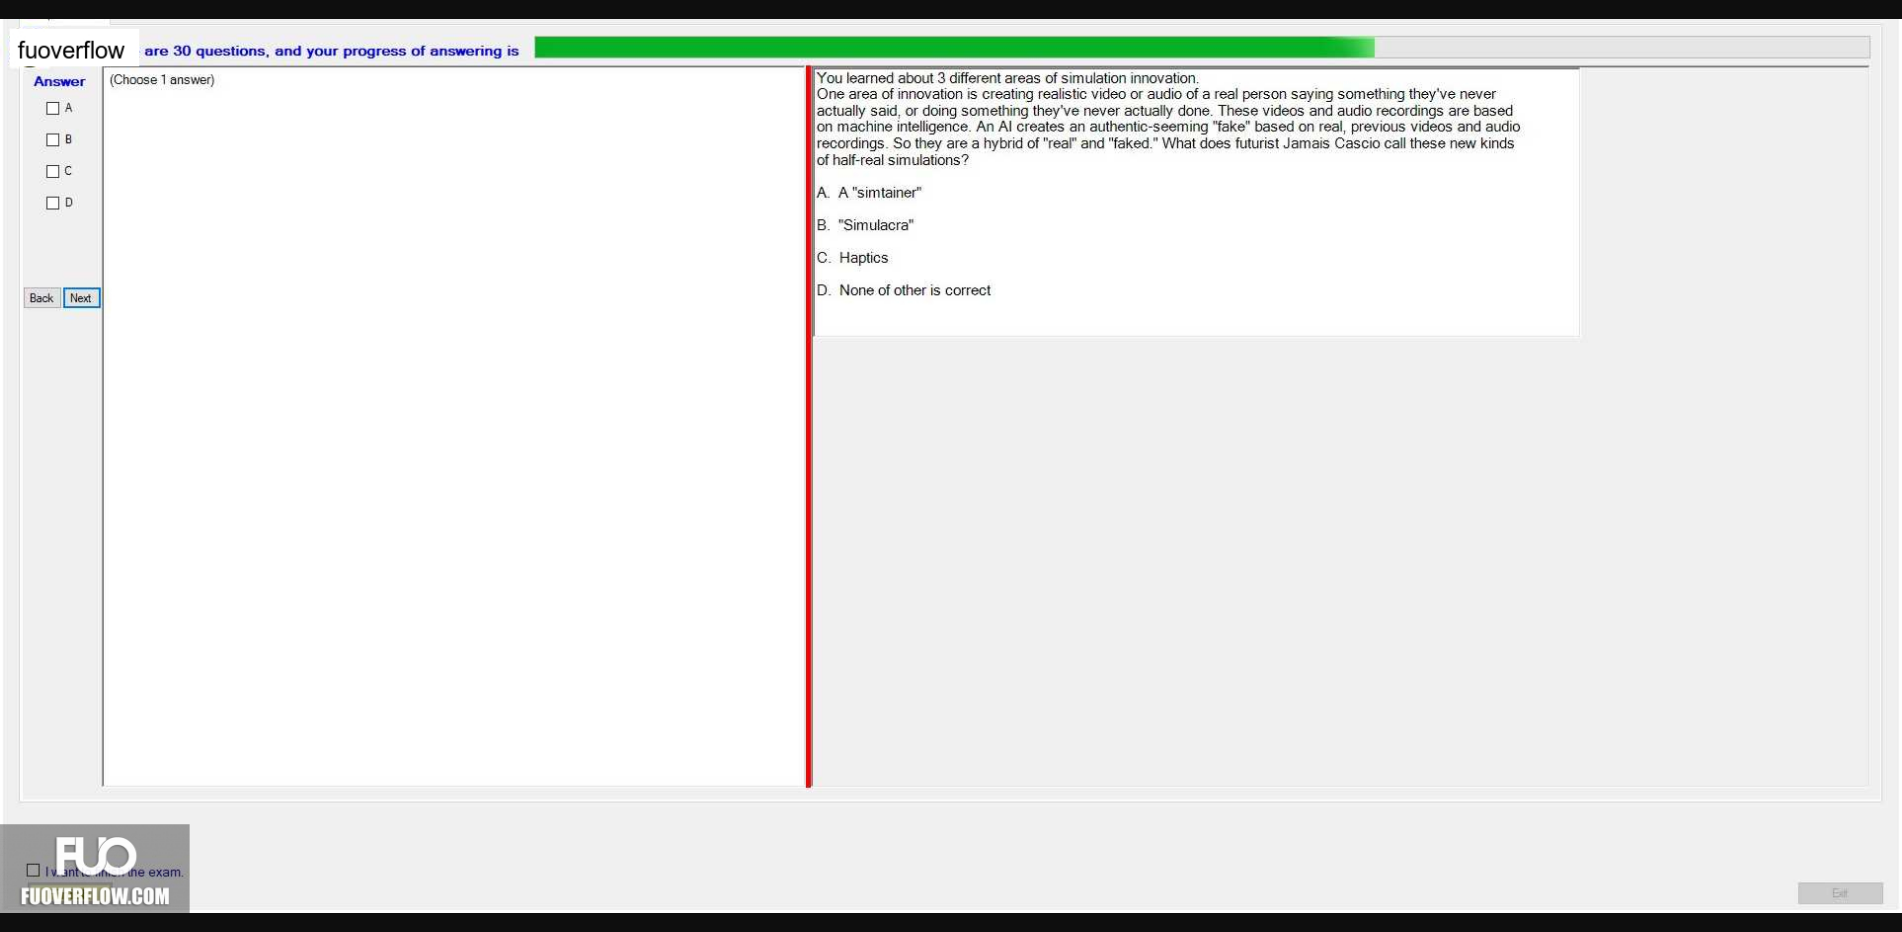 fuoverflow are 30 questions, and your progress of answering is
Answer
(Choose 1 answer)
A
B
C
D
Back Next
You learned about 3 different areas of simulation innovation.
One area of innovation is creating realistic video or audio of a real person saying something they've never
actually said, or doing something they've never actually done. These videos and audio recordings are based
on machine intelligence. An AI creates an authentic-seeming "fake" based on real, previous videos and audio
recordings. So they are a hybrid of "real" and "faked." What does futurist Jamais Cascio call these new kinds
of half-real simulations?
A. A "simtainer"
B. "Simulacra"
C. Haptics
D. None of other is correct
FUO
I want to finish the exam.
FUOVERFLOW.COM
Exit